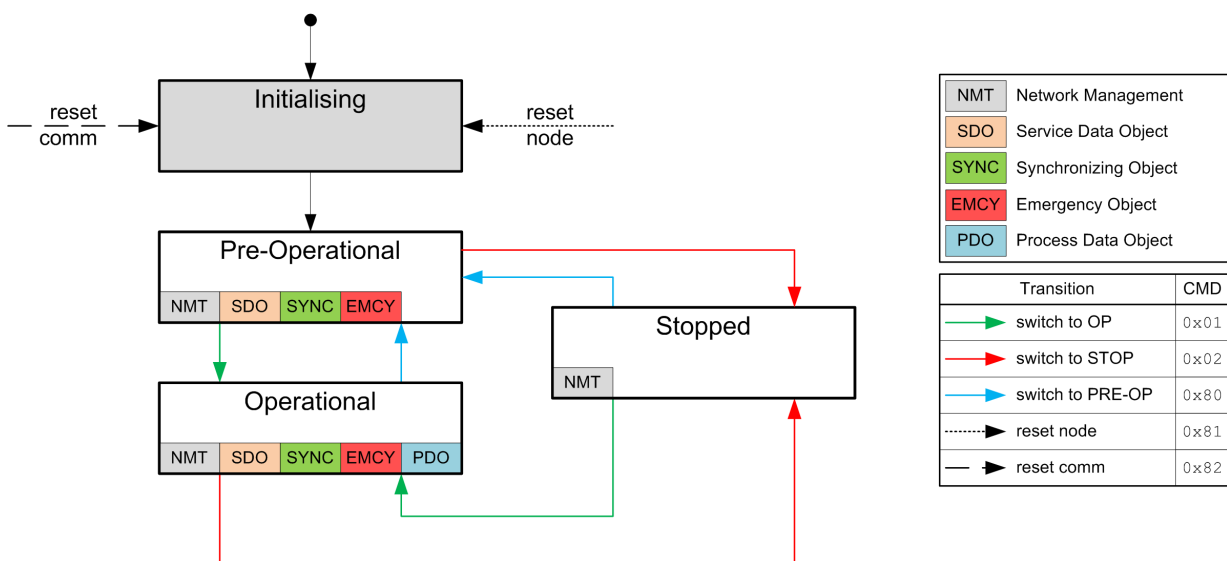 Initialising
reset
comm
reset
node
Pre-Operational
NMT SDO SYNC EMCY
Stopped
NMT
Operational
NMT SDO SYNC EMCY PDO
NMT Network Management
SDO Service Data Object
SYNC Synchronizing Object
EMCY Emergency Object
PDO Process Data Object
Transition CMD
switch to OP 0x01
switch to STOP 0x02
switch to PRE-OP 0x80
reset node 0x81
reset comm 0x82